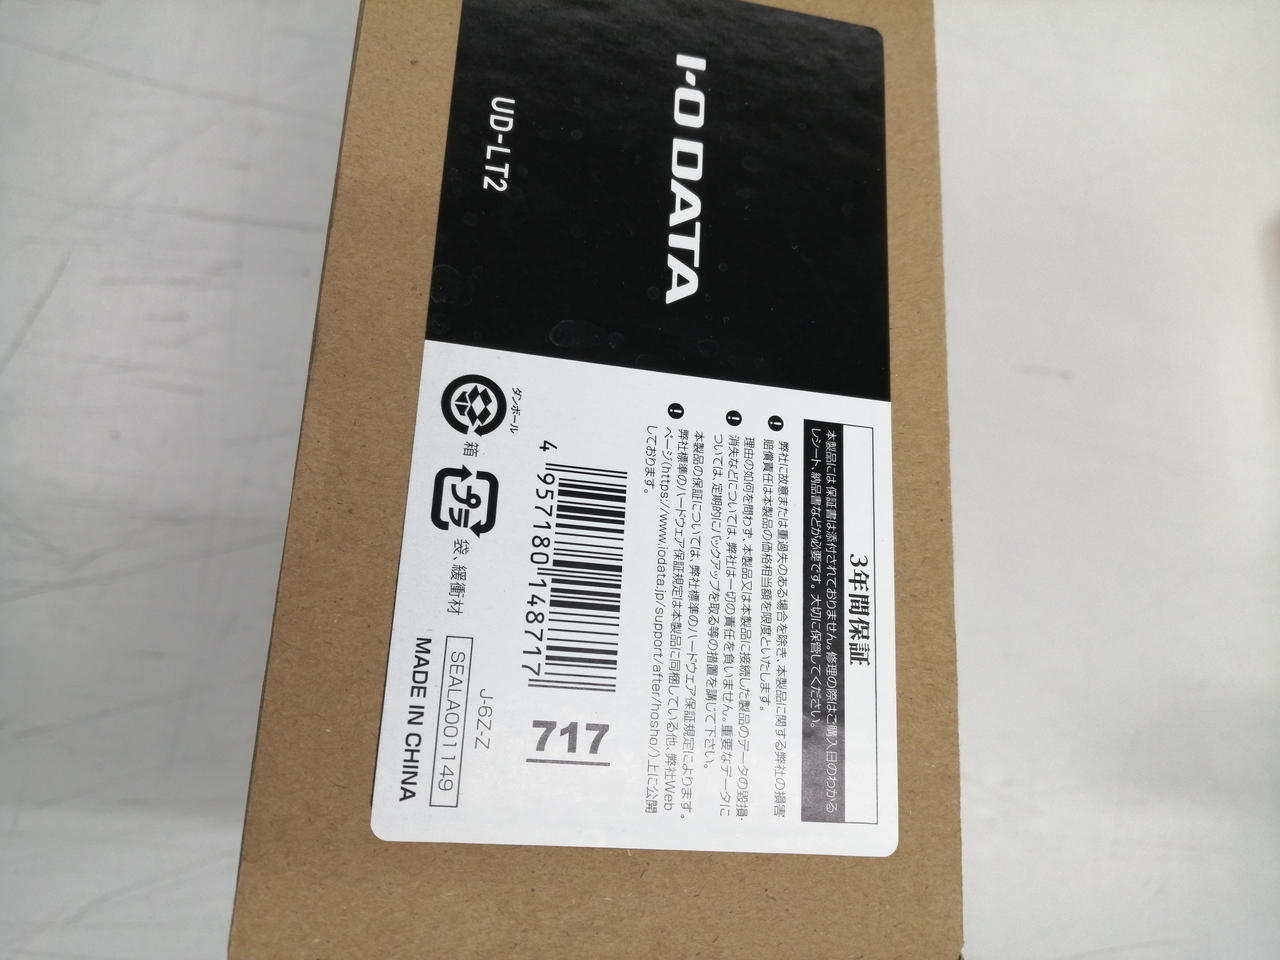 I-O DATA
UD-LT2
3年間保証
本製品には保証書は添付されておりません。修理の際はご購入日のわかる
レシート、納品書などが必要です。大切に保管してください。
弊社に故意または重過失のある場合を除き、本製品に関する弊社の損害
賠償責任は本製品の価格相当額を限度といたします。
理由の如何を問わず、本製品又は本製品に接続した製品のデータの毀損・
消失などについては、弊社は一切の責任を負いません。重要なデータに
ついては、定期的にバックアップを取る等の措置を講じて下さい。
本製品の保証については、弊社標準のハードウェア保証規定によります。
弊社標準のハードウェア保証規定は本製品に同梱している他、弊社Web
ページ(https://www.iodata.jp/support/after/hosho/)上に公開
しております。
4 957180 148717
717
ダンボール
箱
プラ
袋、緩衝材
J-6Z-Z
SEALA001149
MADE IN CHINA